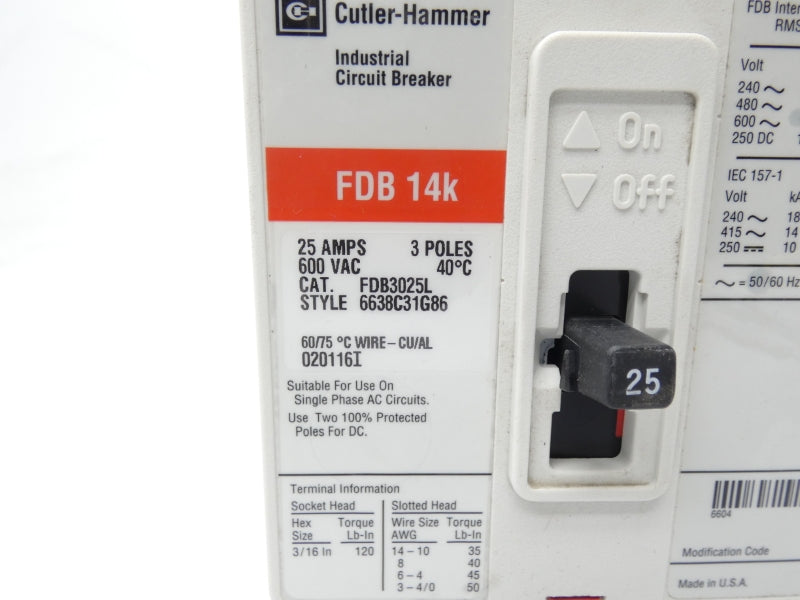 Cutler-Hammer
Industrial
Circuit Breaker
FDB 14k
25 AMPS 3 POLES
600 VAC 40°C
CAT. FDB3025L
STYLE 6638C31G86
60/75 °C WIRE-CU/AL
020116I
Suitable For Use On
Single Phase AC Circuits.
Use Two 100% Protected
Poles For DC.
Terminal Information
Socket Head Slotted Head
Hex Torque Wire Size Torque
Size Lb-In AWG Lb-In
3/16 In 120 14-10 35
8 40
6-4 45
3-4/0 50
On
Off
25
FDB
RMS
Volt
240 ~
480 ~
600 ~
250 DC
IEC 157-1
Volt kA
240 ~ 18
415 ~ 14
250 ⎓ 10
~ = 50/60 Hz
6604
Modification Code
Made in U.S.A.